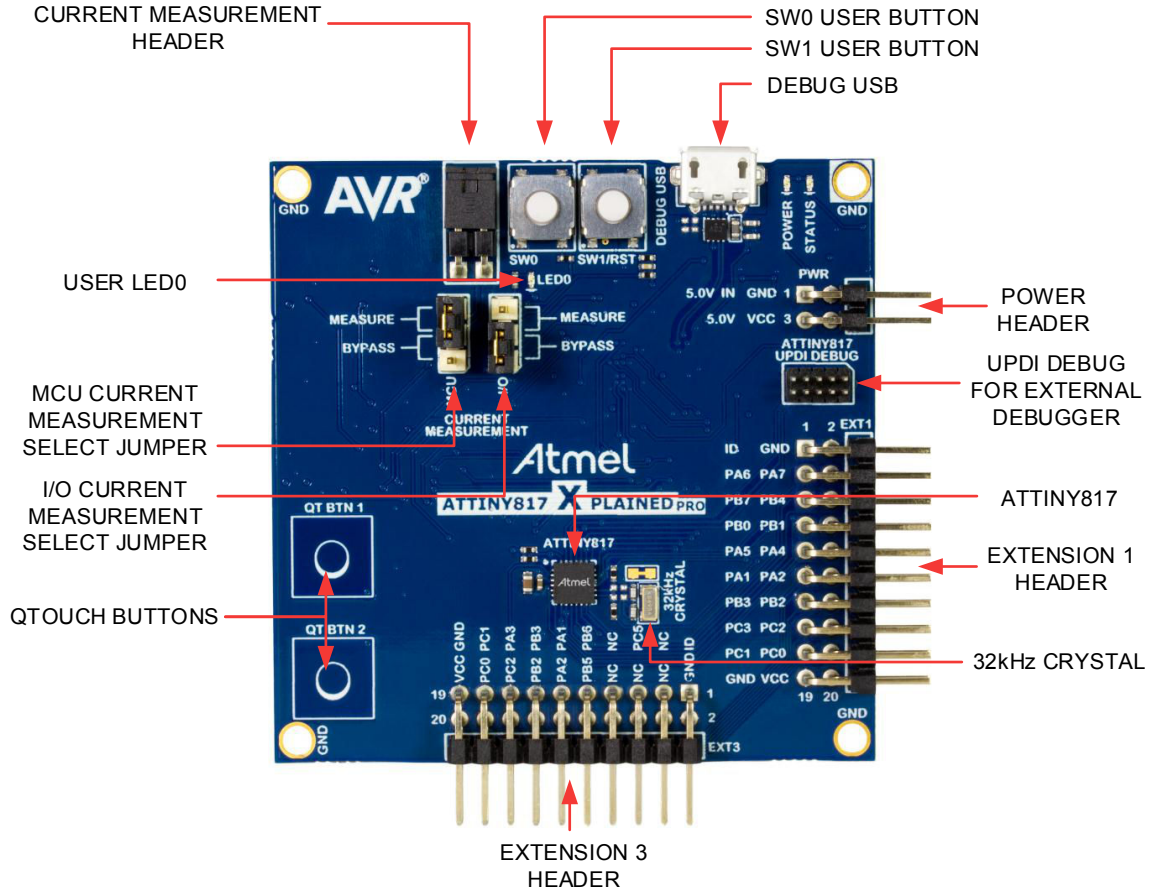 CURRENT MEASUREMENT
HEADER
SW0 USER BUTTON
SW1 USER BUTTON
DEBUG USB
GND
AVR®
SW0
SW1/RST
DEBUG USB
POWER
STATUS
GND
USER LED0
LED0
PWR
5.0V IN GND 1
5.0V VCC 3
POWER
HEADER
MEASURE
BYPASS
MEASURE
BYPASS
MCU
I/O
CURRENT
MEASUREMENT
ATTINY817
UPDI DEBUG
UPDI DEBUG
FOR EXTERNAL
DEBUGGER
MCU CURRENT
MEASUREMENT
SELECT JUMPER
I/O CURRENT
MEASUREMENT
SELECT JUMPER
Atmel
ATTINY817 X PLAINED PRO
1 2 EXT1
ID GND
PA6 PA7
PB7 PB4
PB0 PB1
PA5 PA4
PA1 PA2
PB3 PB2
PC3 PC2
PC1 PC0
GND VCC
19 20
GND
ATTINY817
EXTENSION 1
HEADER
32kHz CRYSTAL
QT BTN 1
QT BTN 2
QTOUCH BUTTONS
GND
ATTINY817
Atmel
32kHz
CRYSTAL
VCC GND
PC0 PC1
PC2 PA3
PB2 PB3
PA2 PA1
PB5 PB6
NC NC
NC PC5
NC NC
GND ID
19
20
1
2
EXT3
EXTENSION 3
HEADER